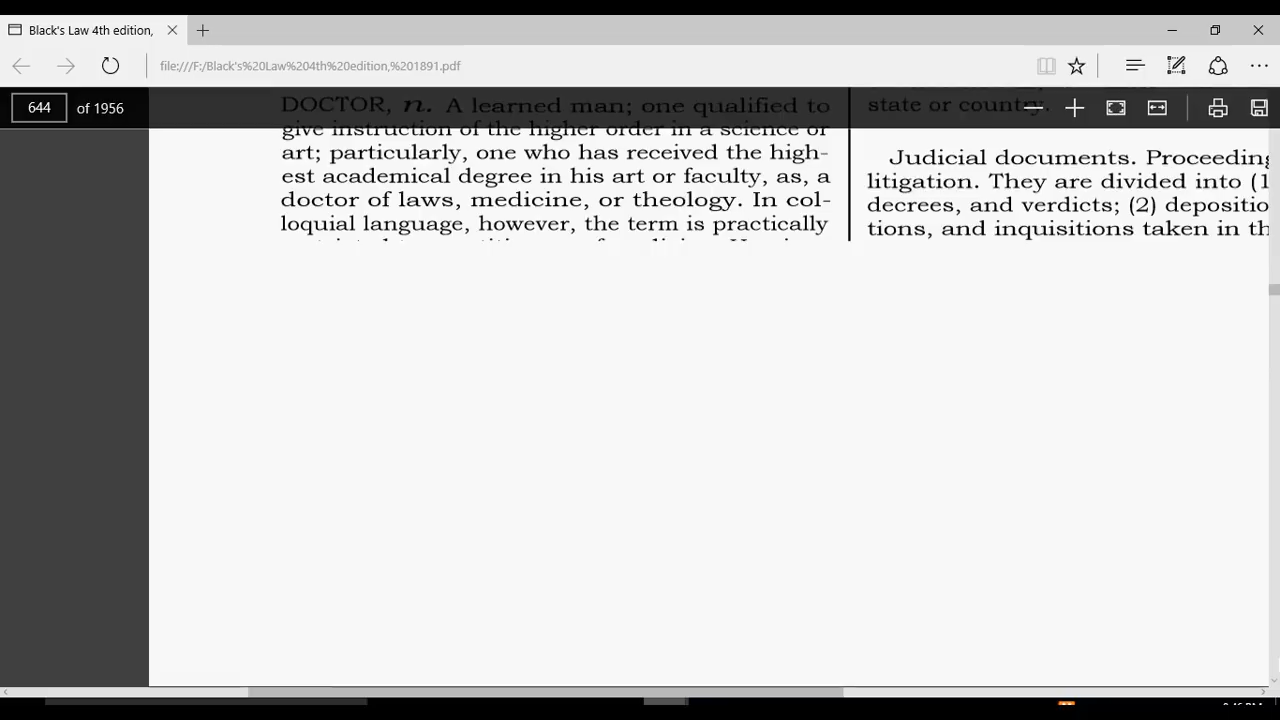 Black's Law 4th edition,
file:///F:/Black's%20Law%204th%20edition,%201891.pdf
644 of 1956
DOCTOR, n. A learned man; one qualified to
give instruction of the higher order in a science or
art; particularly, one who has received the high-
est academical degree in his art or faculty, as, a
doctor of laws, medicine, or theology. In col-
loquial language, however, the term is practically
state or country.
Judicial documents. Proceeding
litigation. They are divided into (1
decrees, and verdicts; (2) depositio
tions, and inquisitions taken in th